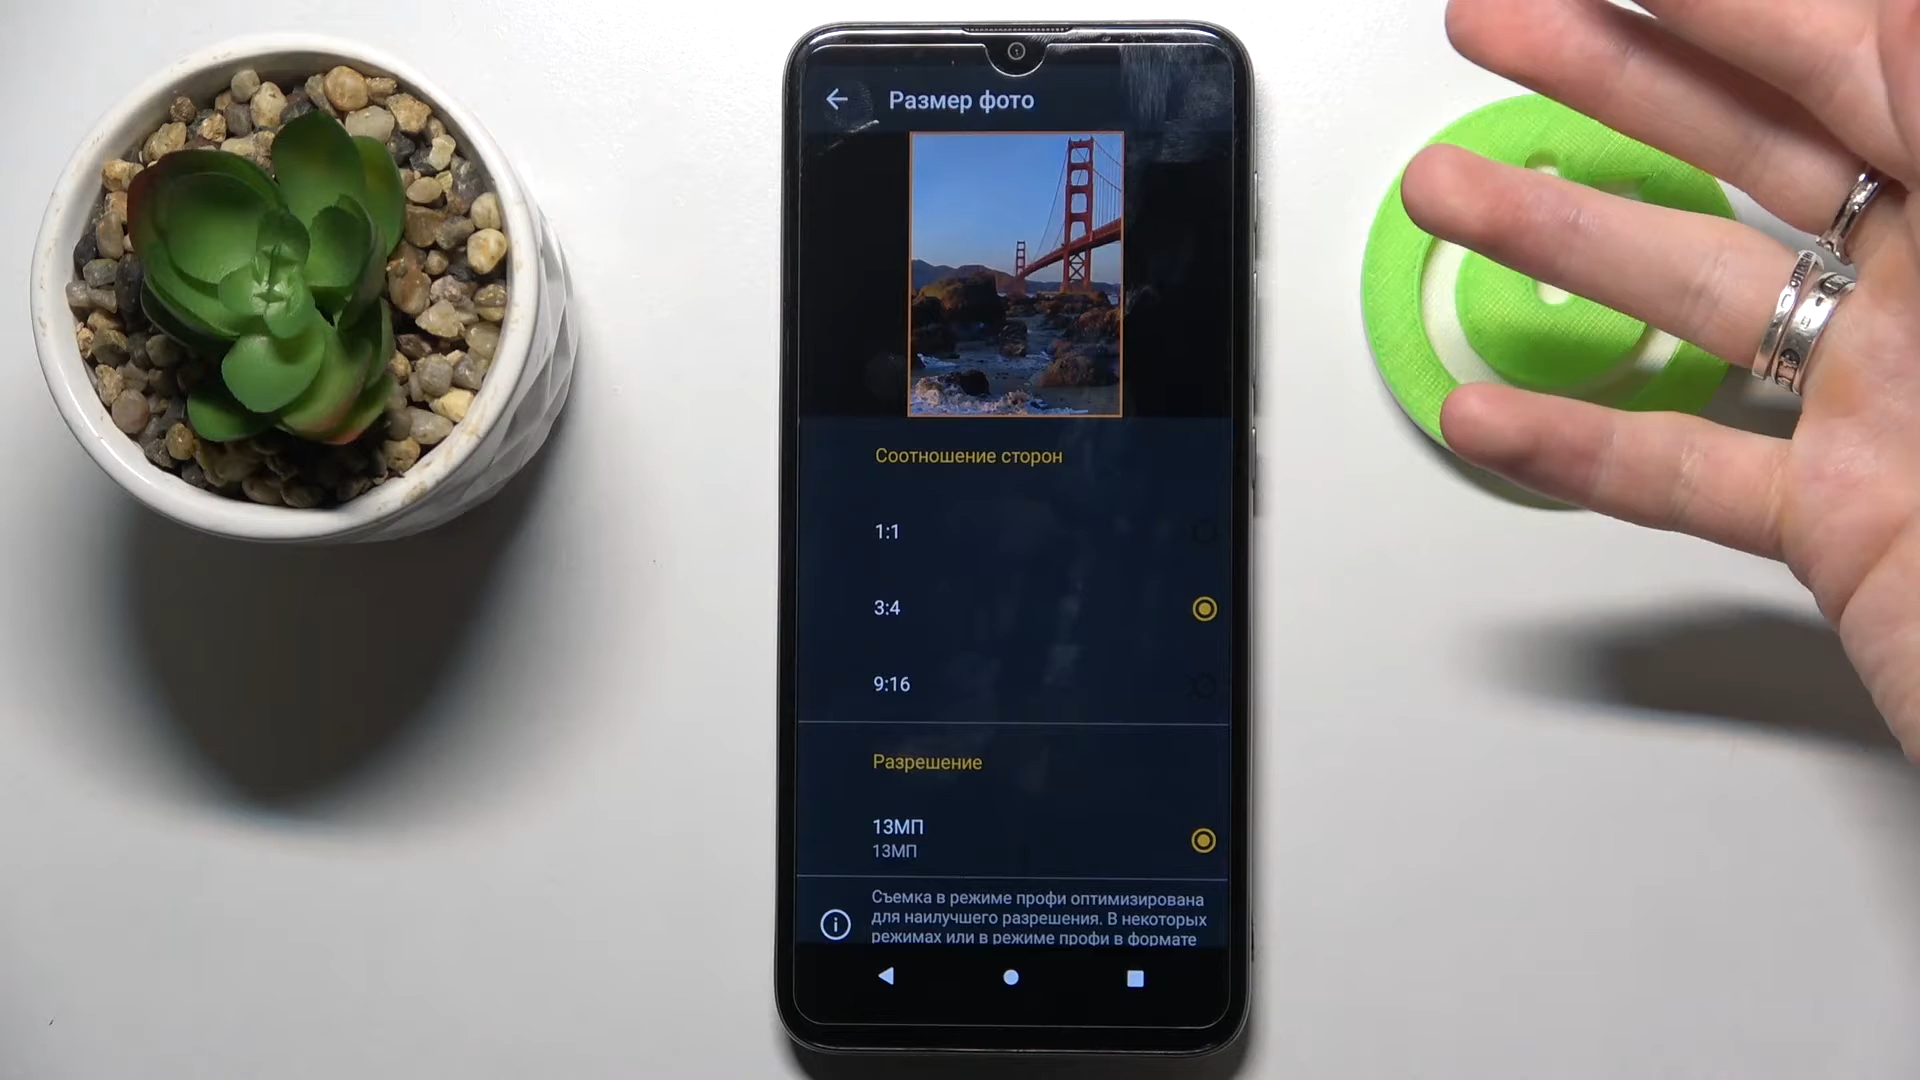 Размер фото
Соотношение сторон
1:1
3:4
9:16
Разрешение
13МП
13МП
Съемка в режиме профи оптимизирована
для наилучшего разрешения. В некоторых
режимах или в режиме профи в формате